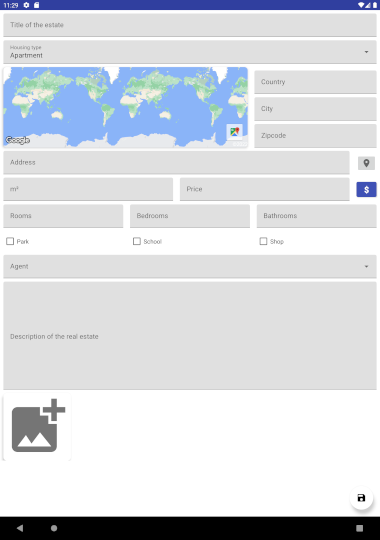 11:29
Title of the estate
Housing type
Apartment
Google
Country
City
Zipcode
Address
m²
Price
$
Rooms
Bedrooms
Bathrooms
Park
School
Shop
Agent
Description of the real estate